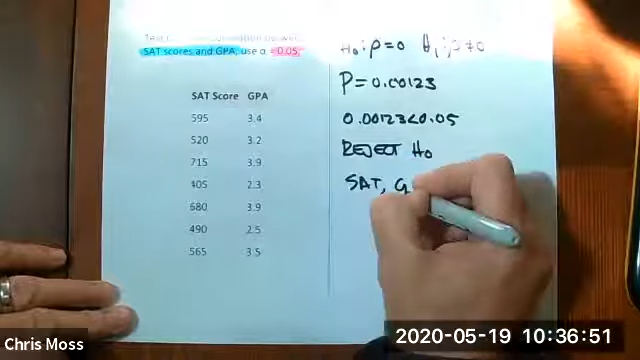 SAT scores and GPA, use α = 0.05.
H₀: ρ=0 H₁: ρ≠0
P=0.00123
0.00123<0.05
REJECT H₀
SAT, G
SAT Score GPA
595 3.4
520 3.2
715 3.9
405 2.3
680 3.9
490 2.5
565 3.5
Chris Moss
2020-05-19 10:36:51